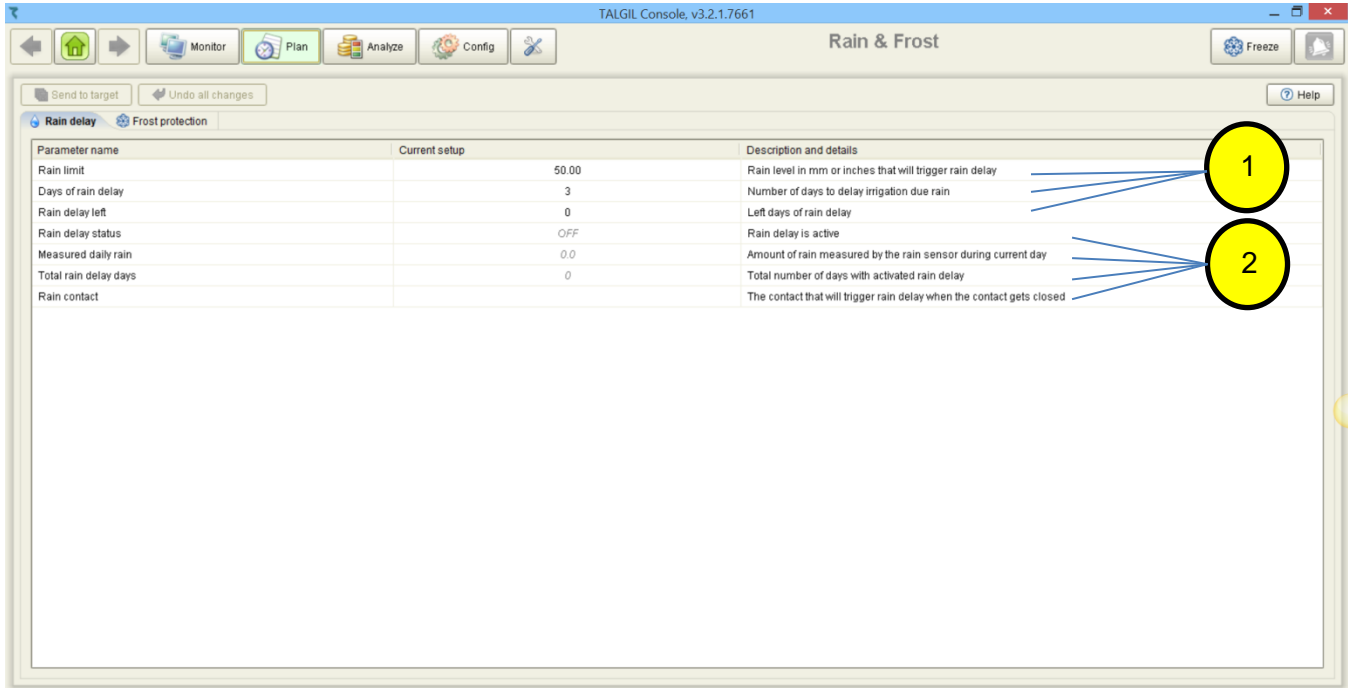 TALGIL Console, v3.2.1.7661
Monitor Plan Analyze Config Rain & Frost Freeze
Send to target Undo all changes Help
Rain delay Frost protection
Parameter name Current setup Description and details
Rain limit 50.00 Rain level in mm or inches that will trigger rain delay
Days of rain delay 3 Number of days to delay irrigation due rain
Rain delay left 0 Left days of rain delay
Rain delay status OFF Rain delay is active
Measured daily rain 0.0 Amount of rain measured by the rain sensor during current day
Total rain delay days 0 Total number of days with activated rain delay
Rain contact The contact that will trigger rain delay when the contact gets closed
1
2